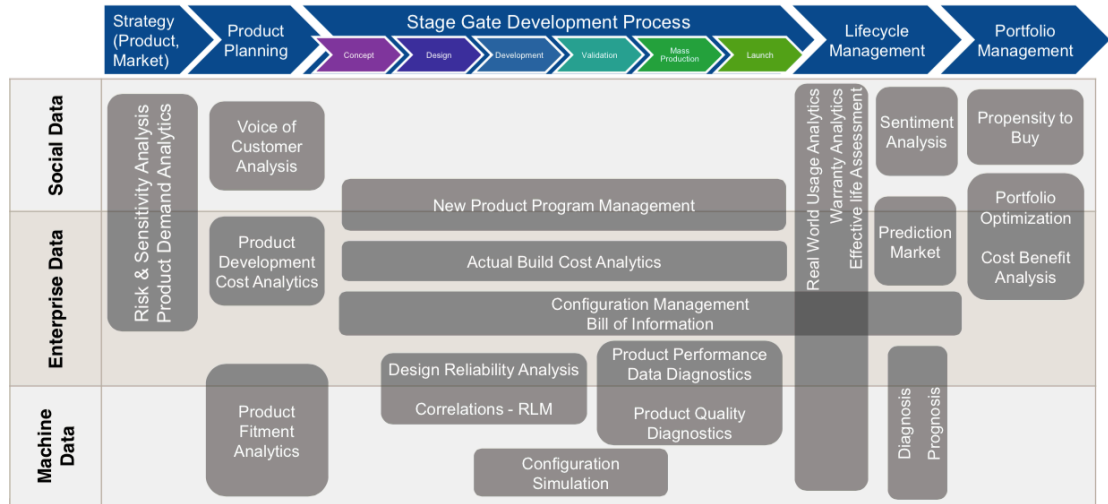 Strategy
(Product,
Market)
Product
Planning
Stage Gate Development Process
Concept
Design
Development
Validation
Mass
Production
Launch
Lifecycle
Management
Portfolio
Management
Social Data
Enterprise Data
Machine
Data
Risk & Sensitivity Analysis
Product Demand Analytics
Voice of
Customer
Analysis
Product
Development
Cost Analytics
Product
Fitment
Analytics
New Product Program Management
Actual Build Cost Analytics
Configuration Management
Bill of Information
Design Reliability Analysis
Correlations - RLM
Product Performance
Data Diagnostics
Product Quality
Diagnostics
Configuration
Simulation
Real World Usage Analytics
Warranty Analytics
Effective life Assessment
Sentiment
Analysis
Prediction
Market
Diagnosis
Prognosis
Propensity to
Buy
Portfolio
Optimization
Cost Benefit
Analysis